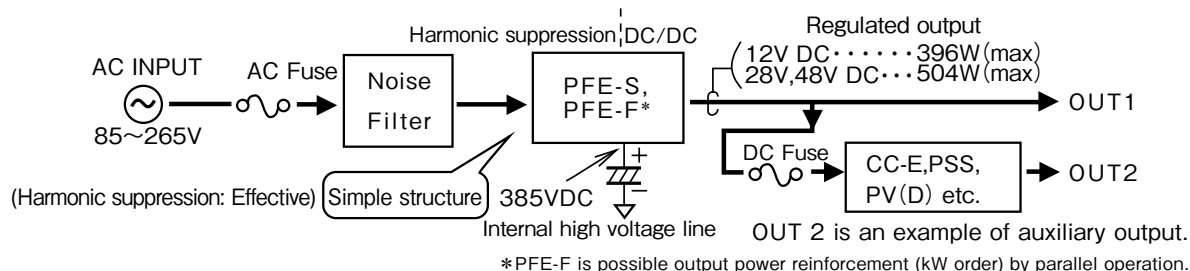 Harmonic suppression DC/DC
Regulated output
12V DC······396W(max)
28V,48V DC···504W(max)
AC INPUT
85～265V
AC Fuse
Noise
Filter
PFE-S,
PFE-F*
OUT1
DC Fuse
CC-E,PSS,
PV(D) etc.
OUT2
(Harmonic suppression: Effective)
Simple structure
385VDC
+
−
Internal high voltage line
OUT 2 is an example of auxiliary output.
*PFE-F is possible output power reinforcement (kW order) by parallel operation.